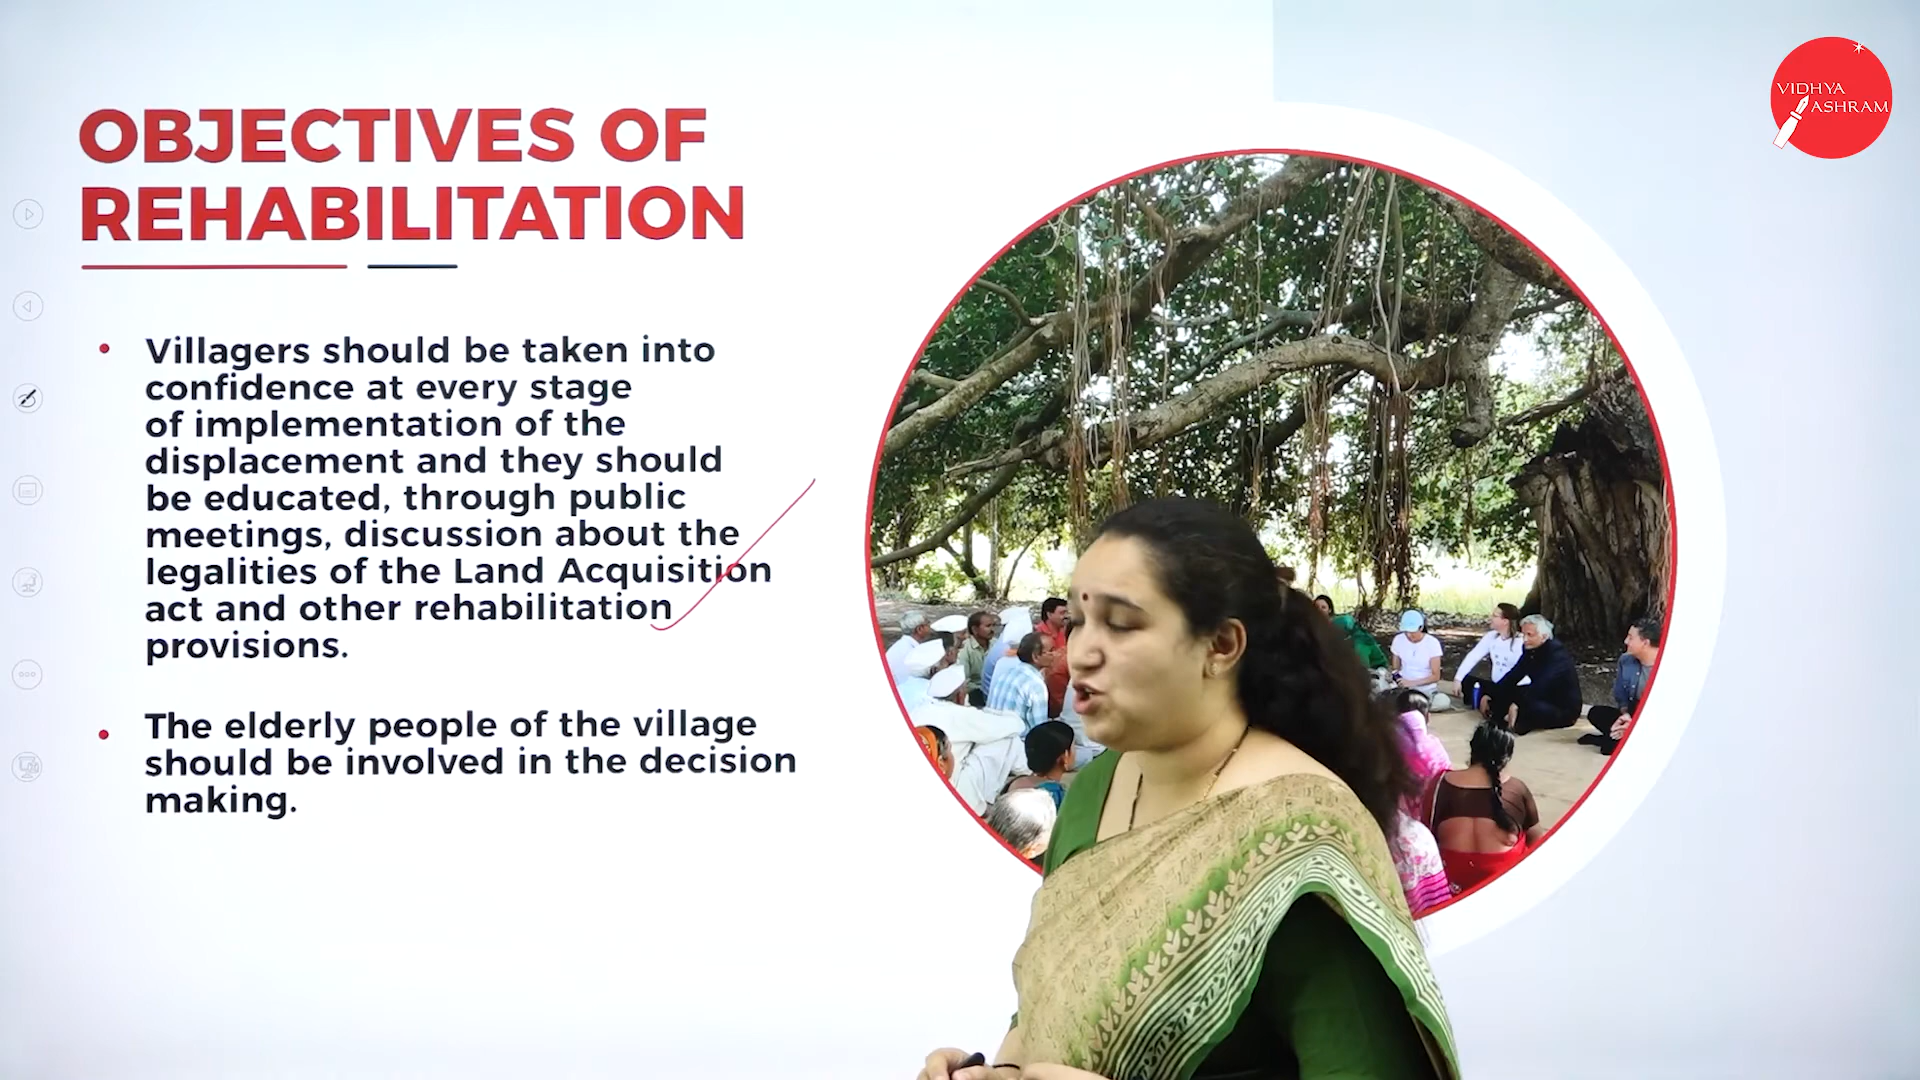 VIDHYA
ASHRAM
OBJECTIVES OF
REHABILITATION
• Villagers should be taken into
confidence at every stage
of implementation of the
displacement and they should
be educated, through public
meetings, discussion about the
legalities of the Land Acquisition
act and other rehabilitation
provisions.
• The elderly people of the village
should be involved in the decision
making.